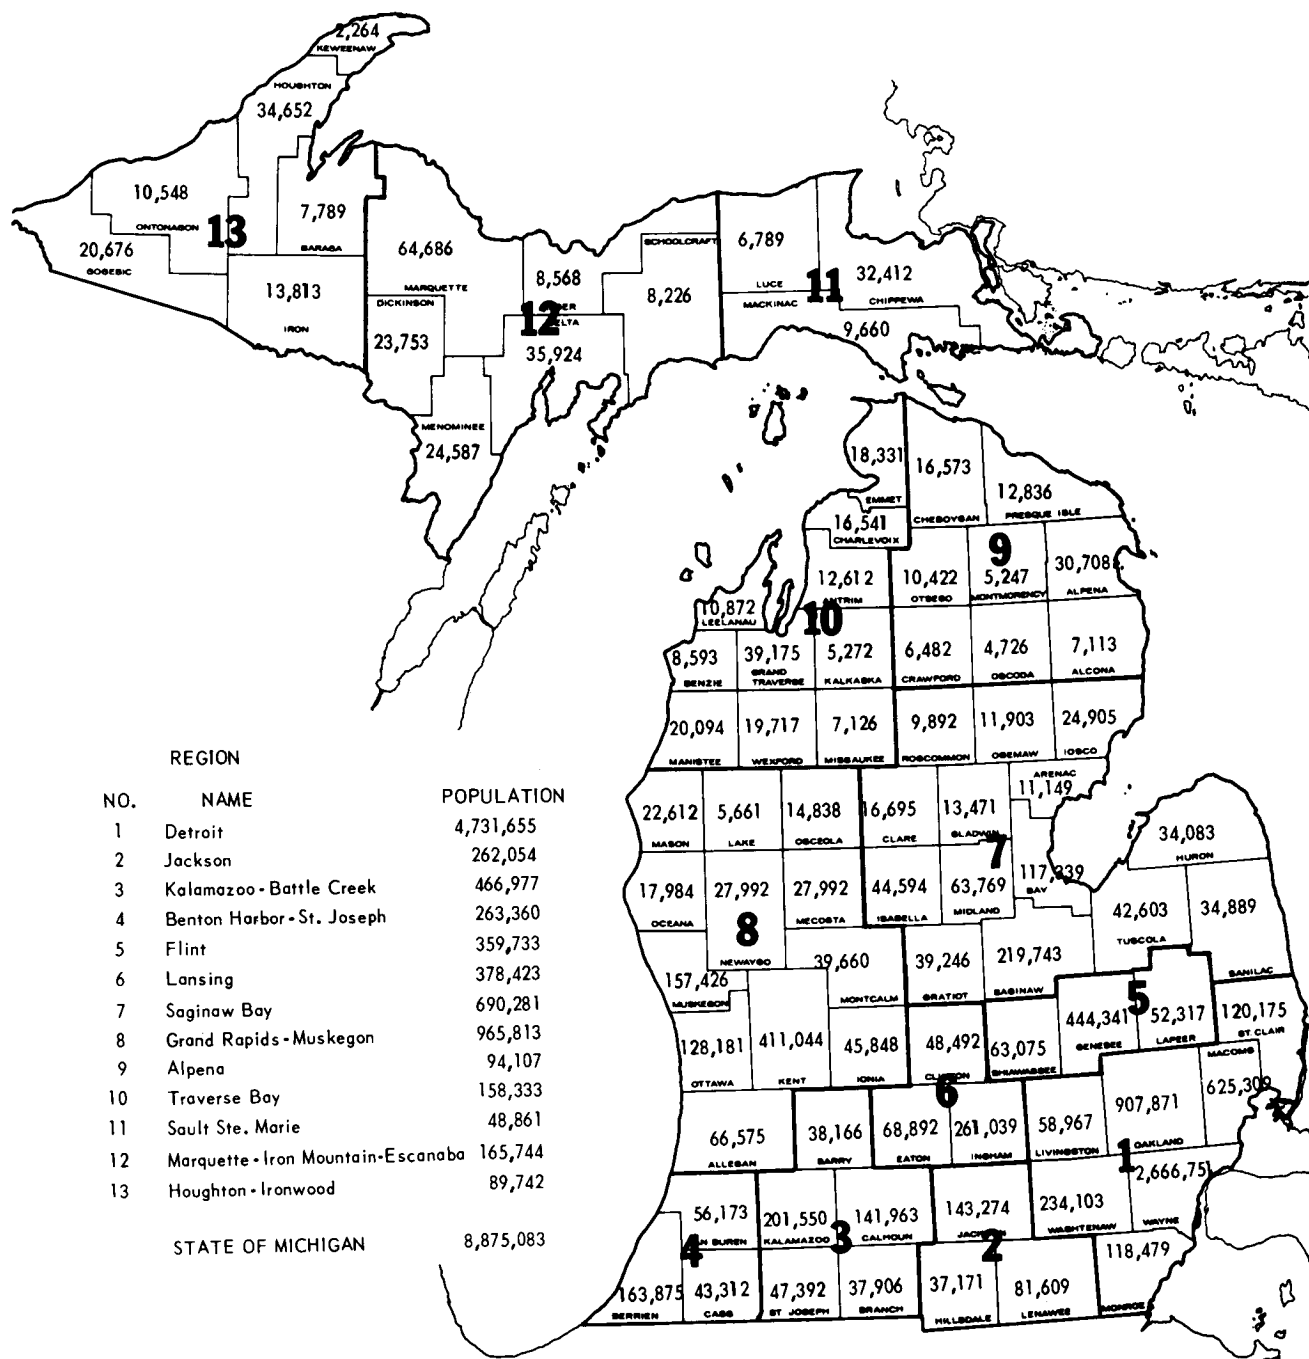 2,264
KEWEENAW
HOUGHTON
34,652
10,548
ONTONAGON
13
7,789
BARAGA
20,676
GOGEBIC
13,813
IRON
64,686
MARQUETTE
DICKINSON
23,753
8,568
12
35,924
SCHOOLCRAFT
8,226
MENOMINEE
24,587
6,789
LUCE
MACKINAC
11
32,412
CHIPPEWA
9,660
18,331
EMMET
16,573
CHEBOYGAN
12,836
PRESQUE ISLE
16,541
CHARLEVOIX
9
12,612
ANTRIM
10,422
OTSEGO
5,247
MONTMORENCY
30,708
ALPENA
10,872
LEELANAU
10
8,593
BENZIE
39,175
GRAND
TRAVERSE
5,272
KALKASKA
6,482
CRAWFORD
4,726
OSCODA
7,113
ALCONA
20,094
MANISTEE
19,717
WEXFORD
7,126
MISSAUKEE
9,892
ROSCOMMON
11,903
OGEMAW
24,905
IOSCO
ARENAC
11,149
22,612
MASON
5,661
LAKE
14,838
OSCEOLA
16,695
CLARE
13,471
GLADWIN
7
34,083
HURON
17,984
OCEANA
27,992
8
NEWAYGO
27,992
MECOSTA
44,594
ISABELLA
63,769
MIDLAND
117,339
BAY
42,603
TUSCOLA
34,889
SANILAC
157,426
MUSKEGON
39,660
MONTCALM
39,246
GRATIOT
219,743
SAGINAW
5
128,181
OTTAWA
411,044
KENT
45,848
IONIA
48,492
CLINTON
63,075
SHIAWASSEE
444,341
GENESEE
52,317
LAPEER
120,175
ST. CLAIR
6
MACOMB
625,309
66,575
ALLEGAN
38,166
BARRY
68,892
EATON
261,039
INGHAM
58,967
LIVINGSTON
907,871
OAKLAND
1
56,173
VAN BUREN
4
201,550
KALAMAZOO
141,963
CALHOUN
3
143,274
JACKSON
2
234,103
WASHTENAW
2,666,751
WAYNE
163,875
BERRIEN
43,312
CASS
47,392
ST JOSEPH
37,906
BRANCH
37,171
HILLSDALE
81,609
LENAWEE
118,479
MONROE
REGION
NO. NAME POPULATION
1 Detroit 4,731,655
2 Jackson 262,054
3 Kalamazoo-Battle Creek 466,977
4 Benton Harbor-St. Joseph 263,360
5 Flint 359,733
6 Lansing 378,423
7 Saginaw Bay 690,281
8 Grand Rapids-Muskegon 965,813
9 Alpena 94,107
10 Traverse Bay 158,333
11 Sault Ste. Marie 48,861
12 Marquette-Iron Mountain-Escanaba 165,744
13 Houghton-Ironwood 89,742
STATE OF MICHIGAN 8,875,083